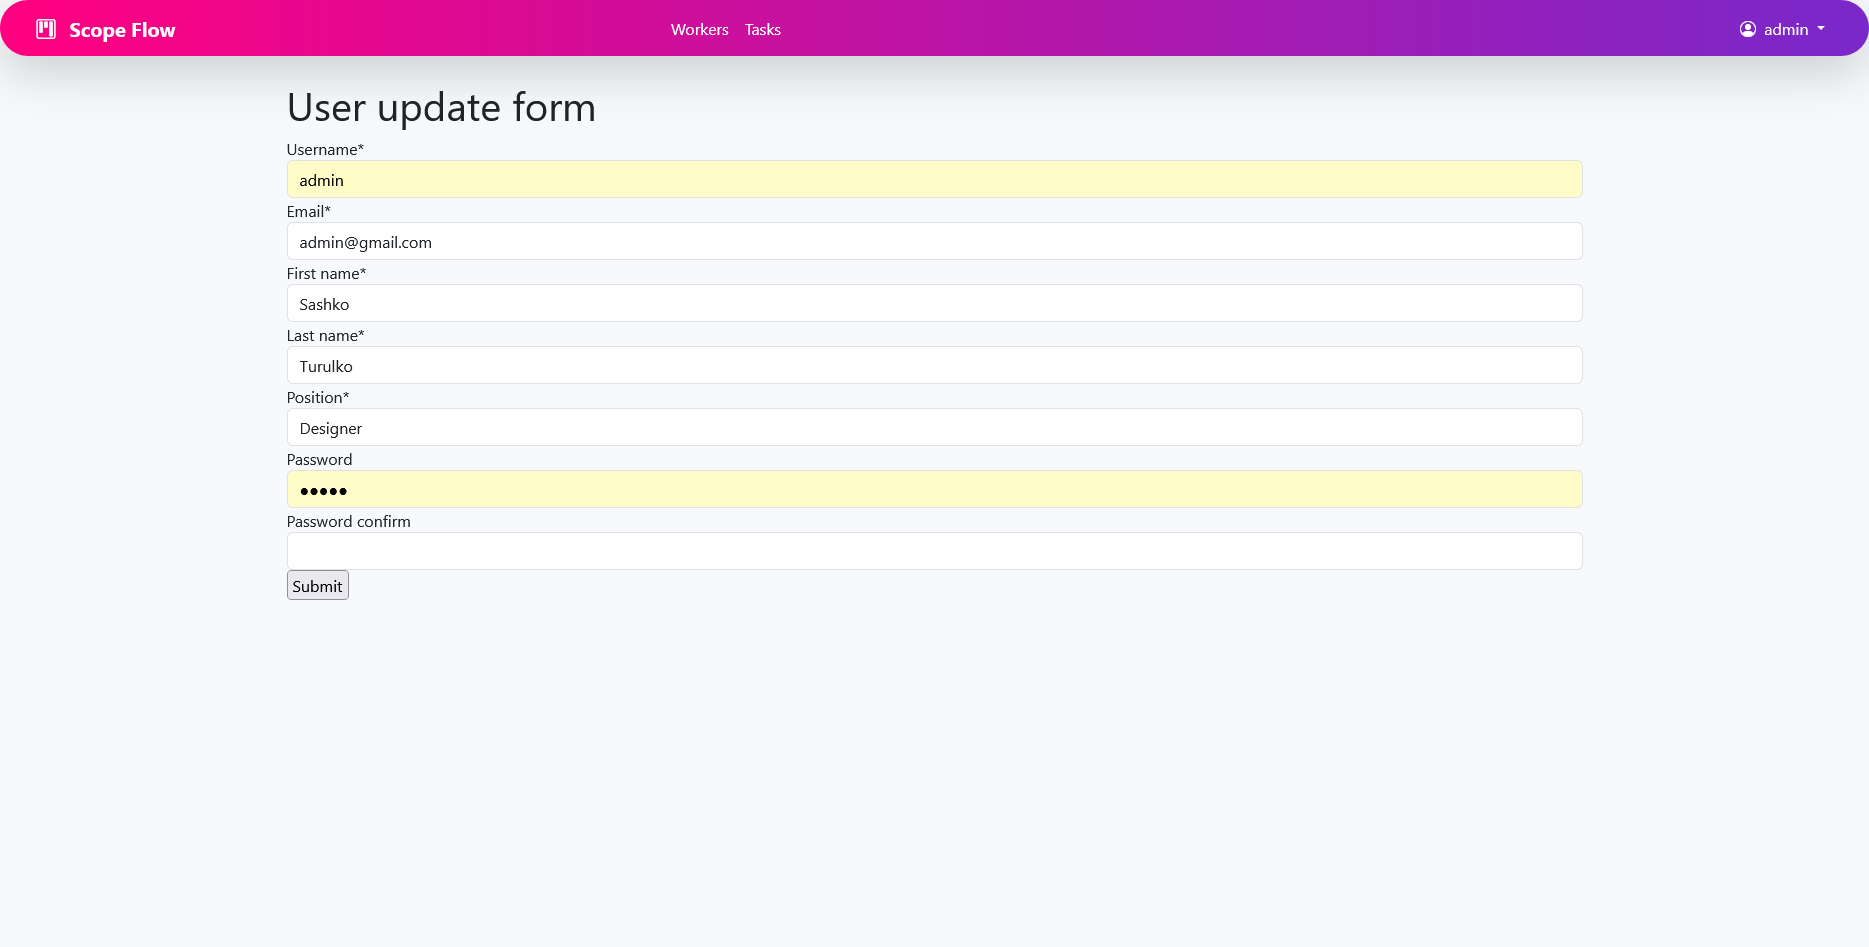 Scope Flow Workers Tasks admin
User update form
Username*
admin
Email*
admin@gmail.com
First name*
Sashko
Last name*
Turulko
Position*
Designer
Password
●●●●●
Password confirm
Submit